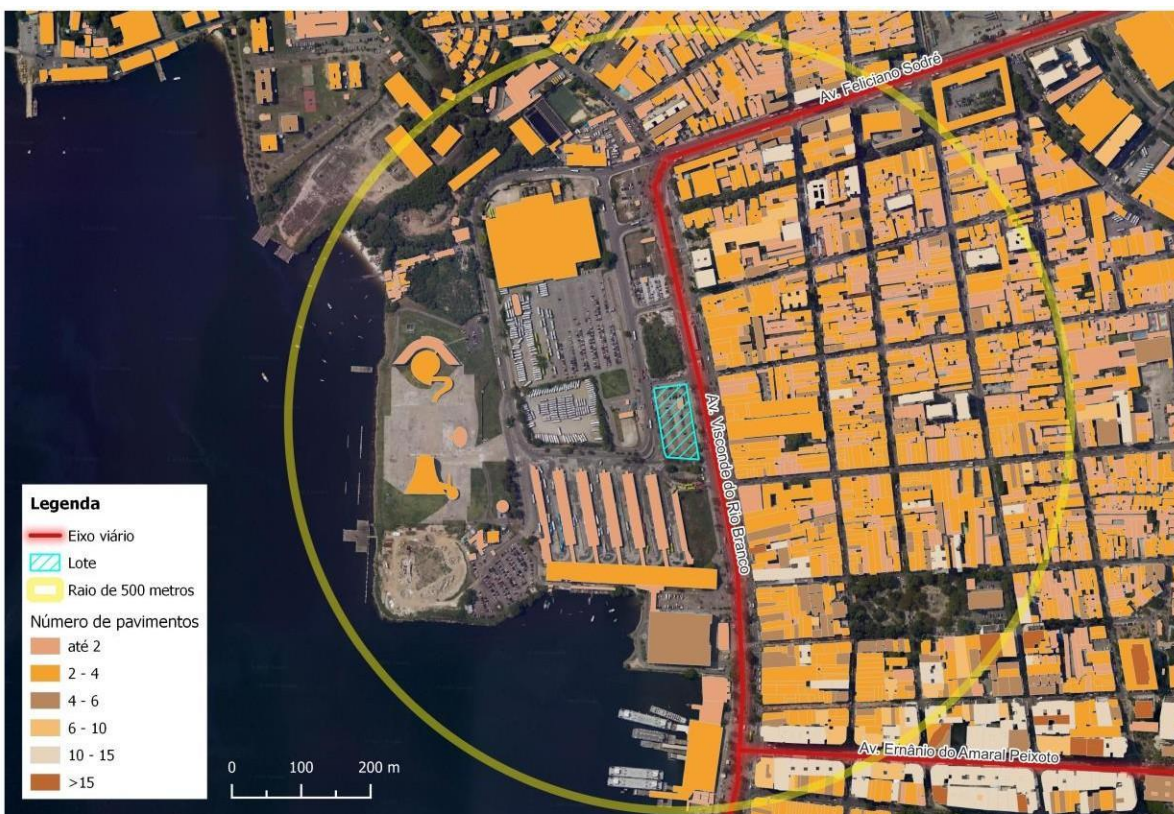 Av. Feliciano Sodré
Av. Visconde do Rio Branco
Av. Ernânio do Amaral Peixoto
Legenda
Eixo viário
Lote
Raio de 500 metros
Número de pavimentos
até 2
2 - 4
4 - 6
6 - 10
10 - 15
>15
0 100 200 m